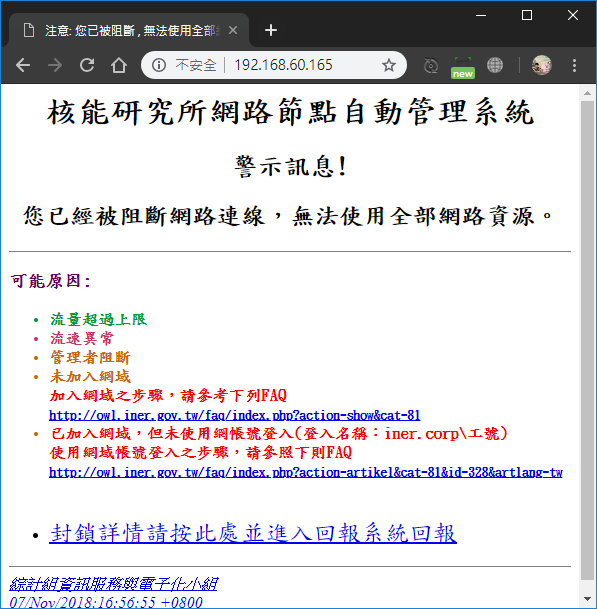 注意: 您已被阻斷 , 無法使用全部
不安全 | 192.168.60.165
new
核能研究所網路節點自動管理系統
警示訊息!
您已經被阻斷網路連線，無法使用全部網路資源。
可能原因:
流量超過上限
流速異常
管理者阻斷
未加入網域
加入網域之步驟，請參考下列FAQ
http://owl.iner.gov.tw/faq/index.php?action=show&cat=81
已加入網域，但未使用網帳號登入(登入名稱：iner.corp\工號)
使用網域帳號登入之步驟，請參照下則FAQ
http://owl.iner.gov.tw/faq/index.php?action=artikel&cat=81&id=328&artlang=tw
封鎖詳情請按此處並進入回報系統回報
綜計組資訊服務與電子化小組
07/Nov/2018:16:56:55 +0800